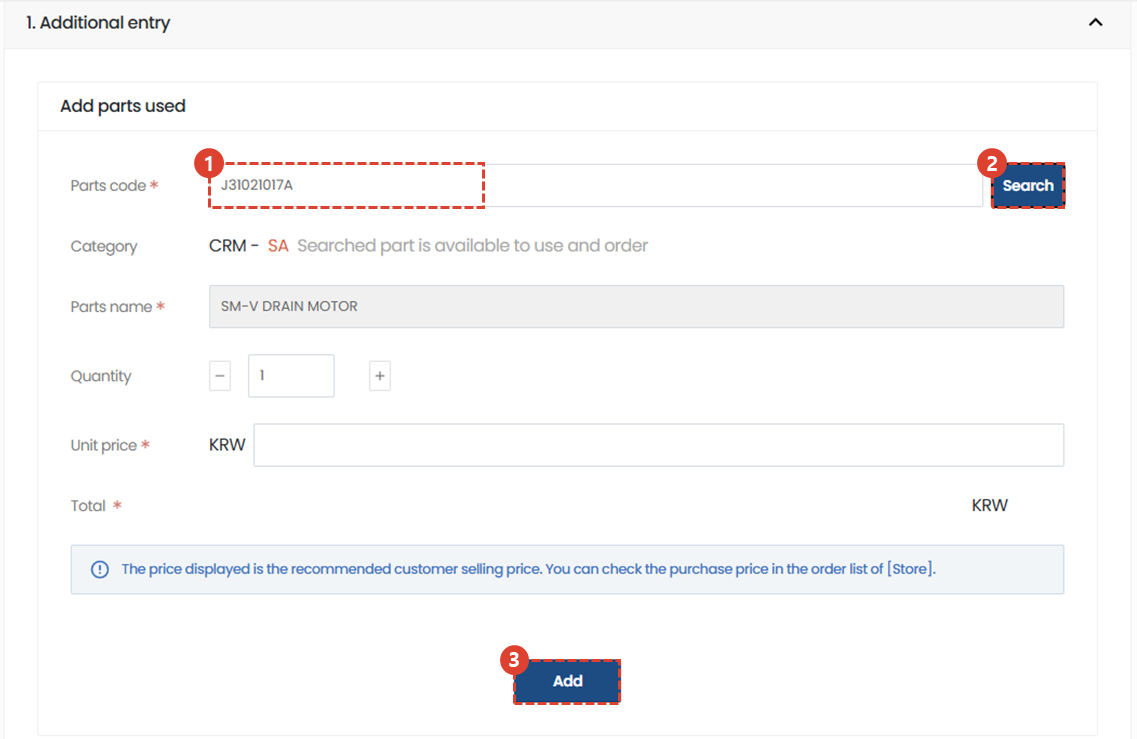 1. Additional entry
Add parts used
1
2
Parts code * J31021017A Search
Category CRM - SA Searched part is available to use and order
Parts name * SM-V DRAIN MOTOR
Quantity - 1 +
Unit price * KRW
Total * KRW
! The price displayed is the recommended customer selling price. You can check the purchase price in the order list of [Store].
3
Add